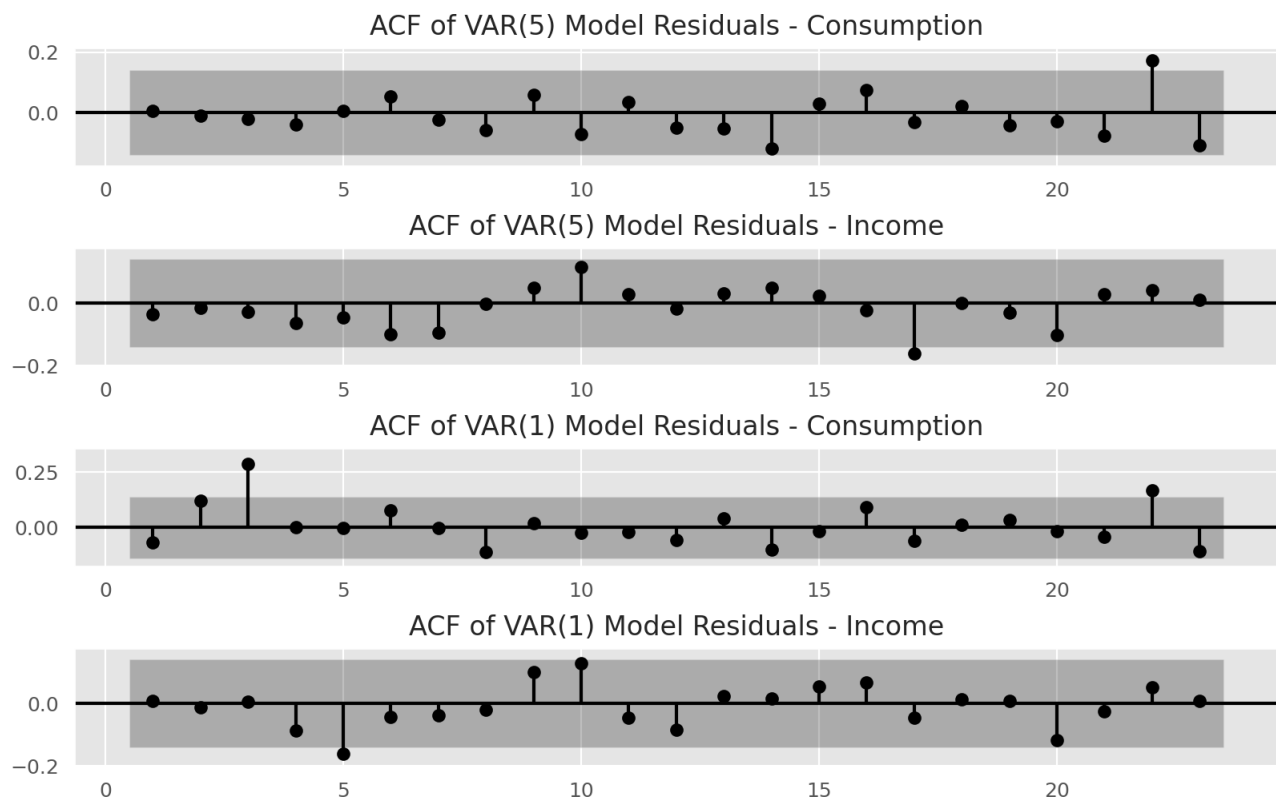 ACF of VAR(5) Model Residuals - Consumption
0.2
0.0
0 5 10 15 20
ACF of VAR(5) Model Residuals - Income
0.0
−0.2
0 5 10 15 20
ACF of VAR(1) Model Residuals - Consumption
0.25
0.00
0 5 10 15 20
ACF of VAR(1) Model Residuals - Income
0.0
−0.2
0 5 10 15 20